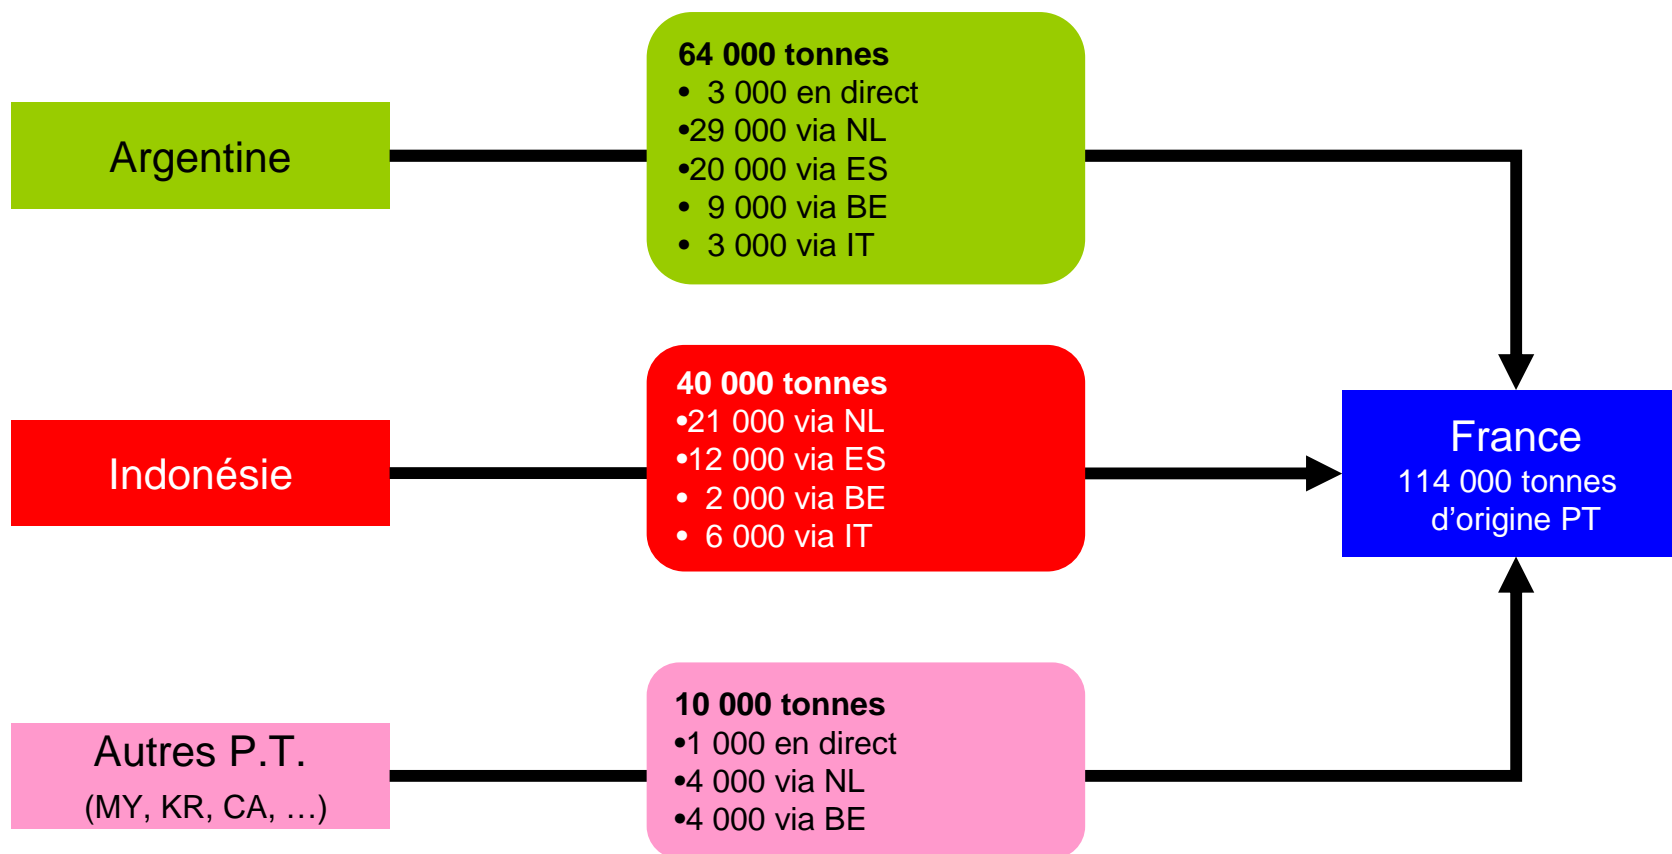 Argentine
64 000 tonnes
• 3 000 en direct
•29 000 via NL
•20 000 via ES
• 9 000 via BE
• 3 000 via IT
Indonésie
40 000 tonnes
•21 000 via NL
•12 000 via ES
• 2 000 via BE
• 6 000 via IT
France
114 000 tonnes
d’origine PT
Autres P.T.
(MY, KR, CA, …)
10 000 tonnes
•1 000 en direct
•4 000 via NL
•4 000 via BE